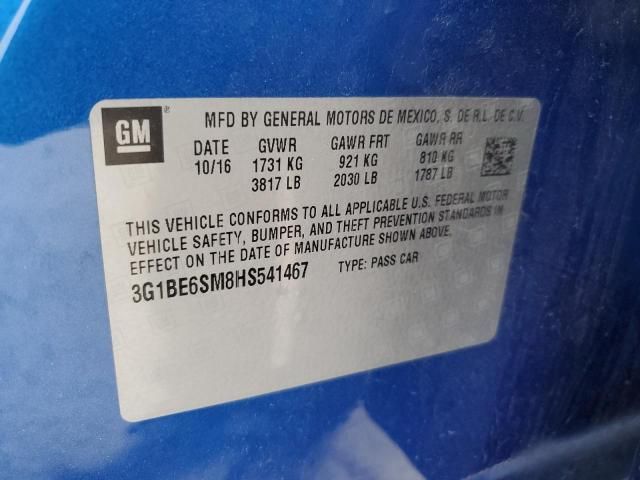 GM ®
MFD BY GENERAL MOTORS DE MEXICO, S. DE R.L. DE C.V.
DATE GVWR GAWR FRT GAWR RR
10/16 1731 KG 921 KG 810 KG
3817 LB 2030 LB 1787 LB
THIS VEHICLE CONFORMS TO ALL APPLICABLE U.S. FEDERAL MOTOR
VEHICLE SAFETY, BUMPER, AND THEFT PREVENTION STANDARDS IN
EFFECT ON THE DATE OF MANUFACTURE SHOWN ABOVE.
3G1BE6SM8HS541467 TYPE: PASS CAR